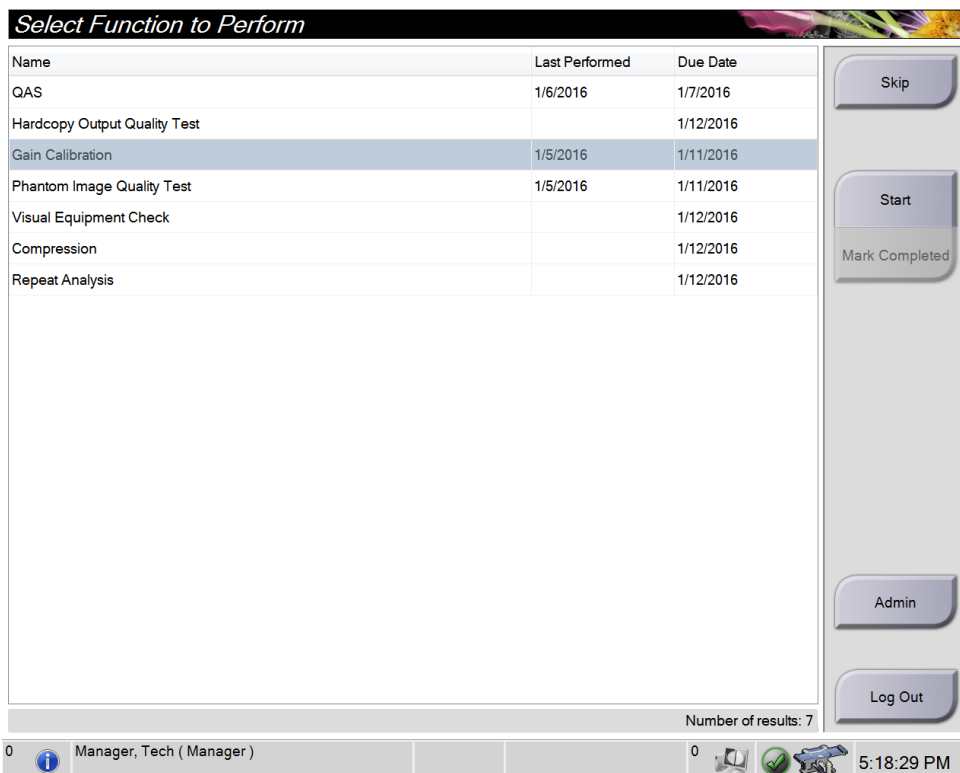 Select Function to Perform
Name Last Performed Due Date
QAS 1/6/2016 1/7/2016
Hardcopy Output Quality Test 1/12/2016
Gain Calibration 1/5/2016 1/11/2016
Phantom Image Quality Test 1/5/2016 1/11/2016
Visual Equipment Check 1/12/2016
Compression 1/12/2016
Repeat Analysis 1/12/2016
Skip
Start
Mark Completed
Admin
Log Out
Number of results: 7
0 i Manager, Tech ( Manager ) 0 5:18:29 PM